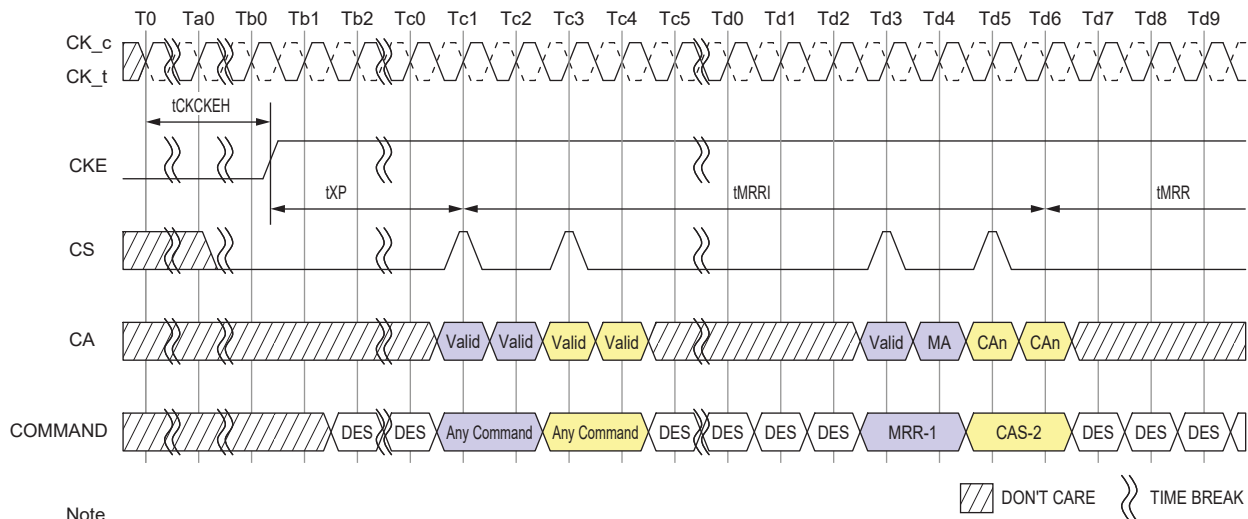 T0 Ta0 Tb0 Tb1 Tb2 Tc0 Tc1 Tc2 Tc3 Tc4 Tc5 Td0 Td1 Td2 Td3 Td4 Td5 Td6 Td7 Td8 Td9
CK_c
CK_t
tCKCKEH
CKE
tXP tMRRI tMRR
CS
CA Valid Valid Valid Valid Valid MA CAn CAn
COMMAND DES DES Any Command Any Command DES DES DES DES MRR-1 CAS-2 DES DES DES
DON'T CARE TIME BREAK
Note